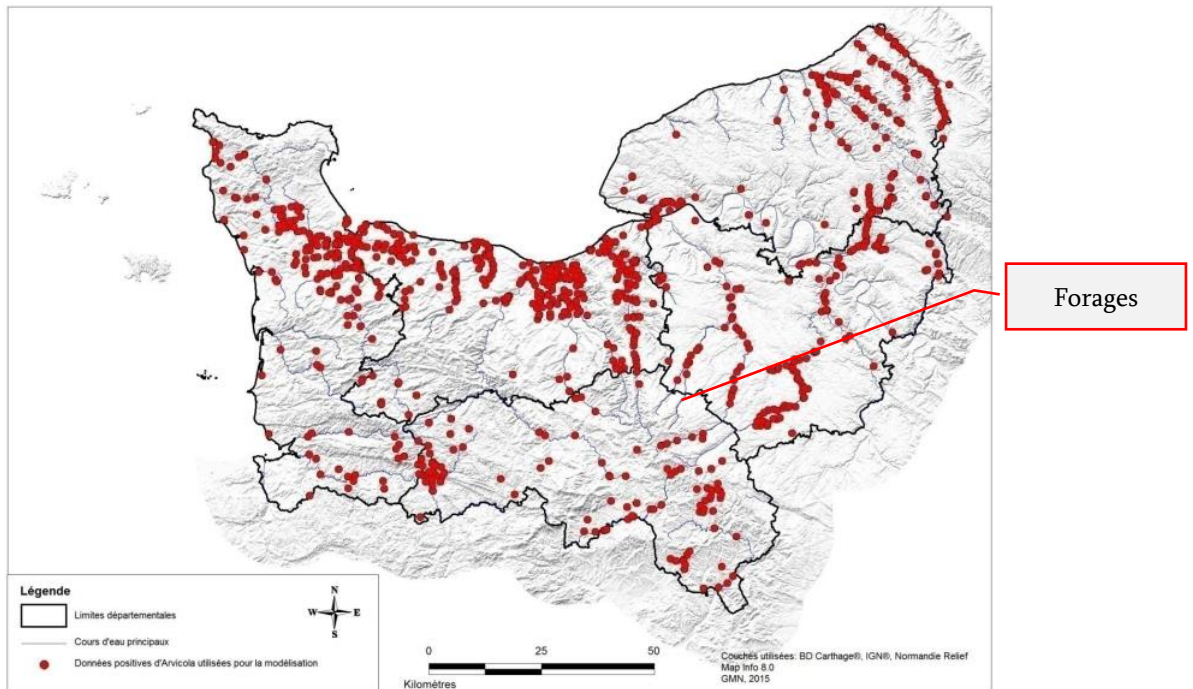 Forages
Légende
Limites départementales
Cours d'eau principaux
Données positives d'Arvicola utilisées pour la modélisation
N
W E
S
0 25 50
Kilomètres
Couches utilisées: BD Carthage®, IGN®, Normandie Relief
Map Info 8.0
GMN, 2015